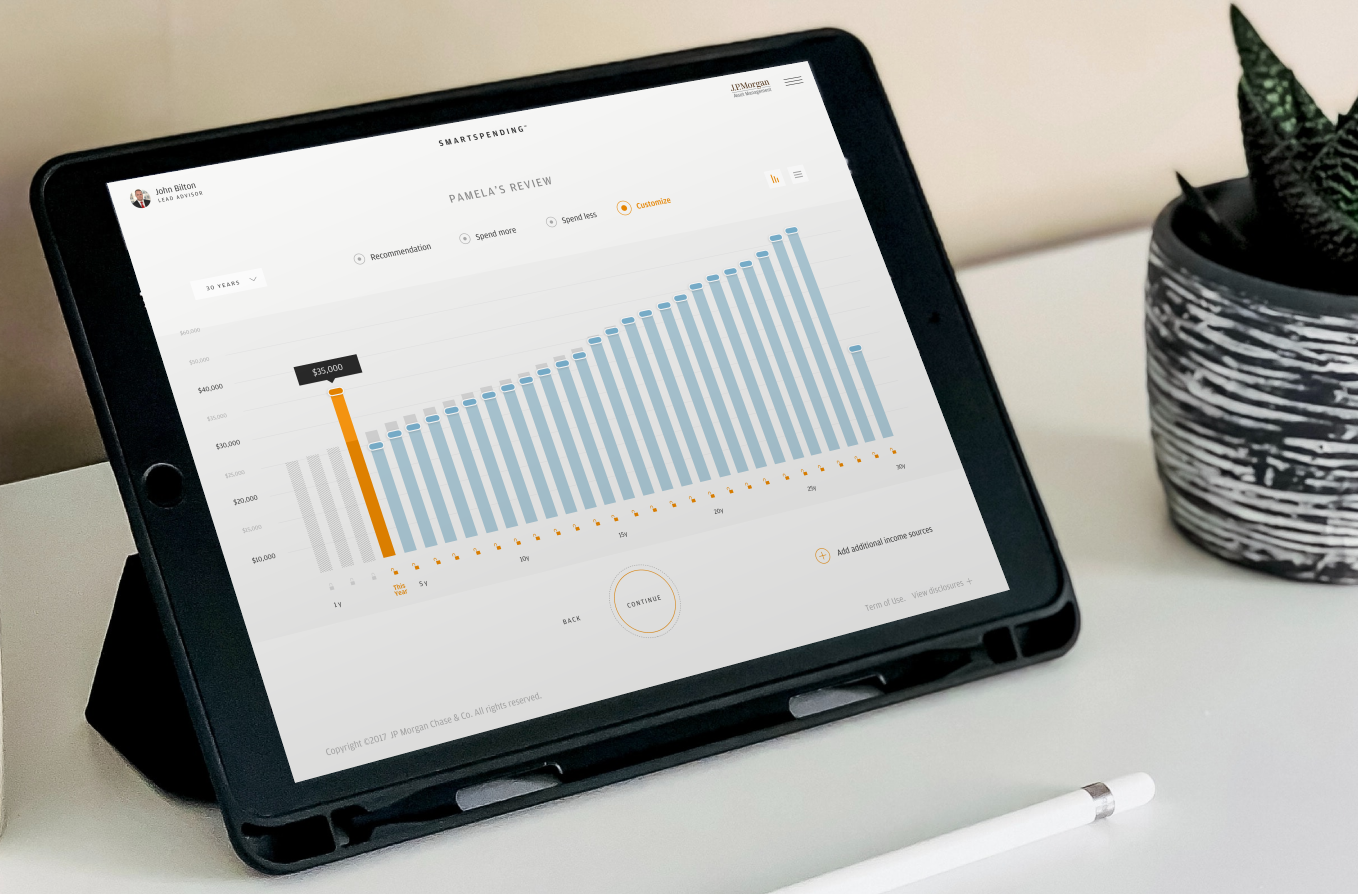 J.P.Morgan
Asset Management
SMARTSPENDING™
John Bilton
LEAD ADVISOR
PAMELA'S REVIEW
Recommendation
Spend more
Spend less
Customize
30 YEARS
$60,000
$50,000
$40,000
$35,000
$30,000
$25,000
$20,000
$15,000
$10,000
$35,000
1 y
This
Year
5 y
10y
15y
20y
25y
30y
Add additional income sources
BACK
CONTINUE
Term of Use. View disclosures +
Copyright ©2017 JP Morgan Chase & Co. All rights reserved.